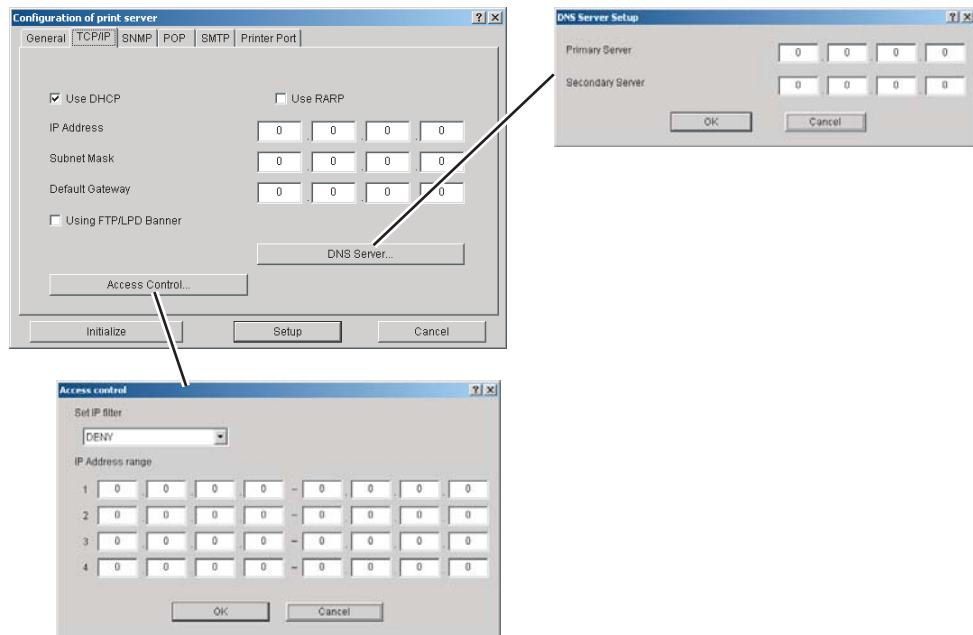 Configuration of print server
General TCP/IP SNMP POP SMTP Printer Port
Use DHCP Use RARP
IP Address 0 . 0 . 0 . 0
Subnet Mask 0 . 0 . 0 . 0
Default Gateway 0 . 0 . 0 . 0
Using FTP/LPD Banner
DNS Server...
Access Control...
Initialize Setup Cancel
DNS Server Setup
Primary Server 0 . 0 . 0 . 0
Secondary Server 0 . 0 . 0 . 0
OK Cancel
Access control
Set IP filter
DENY
IP Address range
1 0 . 0 . 0 . 0 - 0 . 0 . 0 . 0
2 0 . 0 . 0 . 0 - 0 . 0 . 0 . 0
3 0 . 0 . 0 . 0 - 0 . 0 . 0 . 0
4 0 . 0 . 0 . 0 - 0 . 0 . 0 . 0
OK Cancel